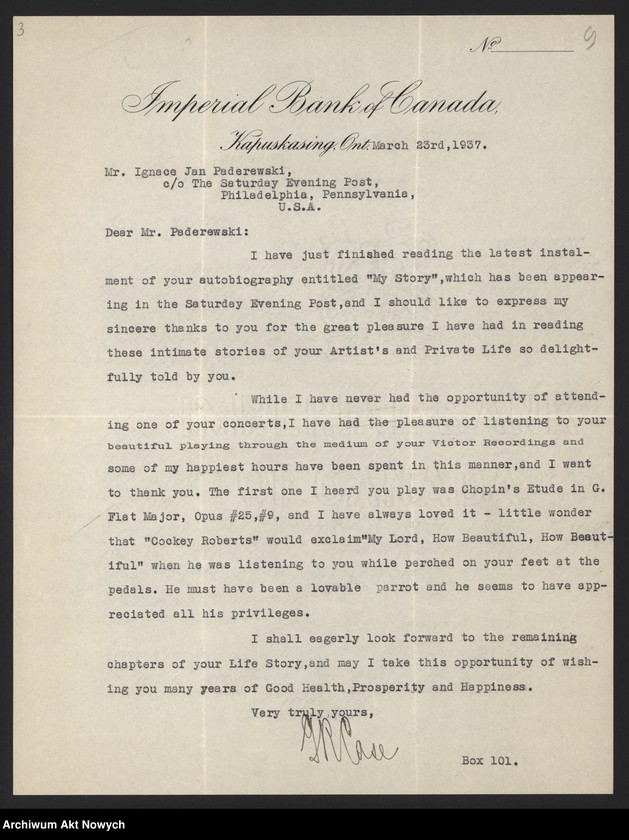 3
No 9
Imperial Bank of Canada,
Kapuskasing, Ont. March 23rd,1937.
Mr. Ignace Jan Paderewski,
c/o The Saturday Evening Post,
Philadelphia, Pennsylvania,
U.S.A.
Dear Mr. Paderewski:
I have just finished reading the latest instal-
ment of your autobiography entitled "My Story",which has been appear-
ing in the Saturday Evening Post,and I should like to express my
sincere thanks to you for the great pleasure I have had in reading
these intimate stories of your Artist's and Private Life so delight-
fully told by you.
While I have never had the opportunity of attend-
ing one of your concerts,I have had the pleasure of listening to your
beautiful playing through the medium of your Victor Recordings and
some of my happiest hours have been spent in this manner,and I want
to thank you. The first one I heard you play was Chopin's Etude in G.
Flat Major, Opus #25,#9, and I have always loved it - little wonder
that "Cockey Roberts" would exclaim"My Lord, How Beautiful, How Beaut-
iful" when he was listening to you while perched on your feet at the
pedals. He must have been a lovable parrot and he seems to have app-
reciated all his privileges.
I shall eagerly look forward to the remaining
chapters of your Life Story,and may I take this opportunity of wish-
ing you many years of Good Health,Prosperity and Happiness.
Very truly yours,
GR Case
Box 101.
Archiwum Akt Nowych